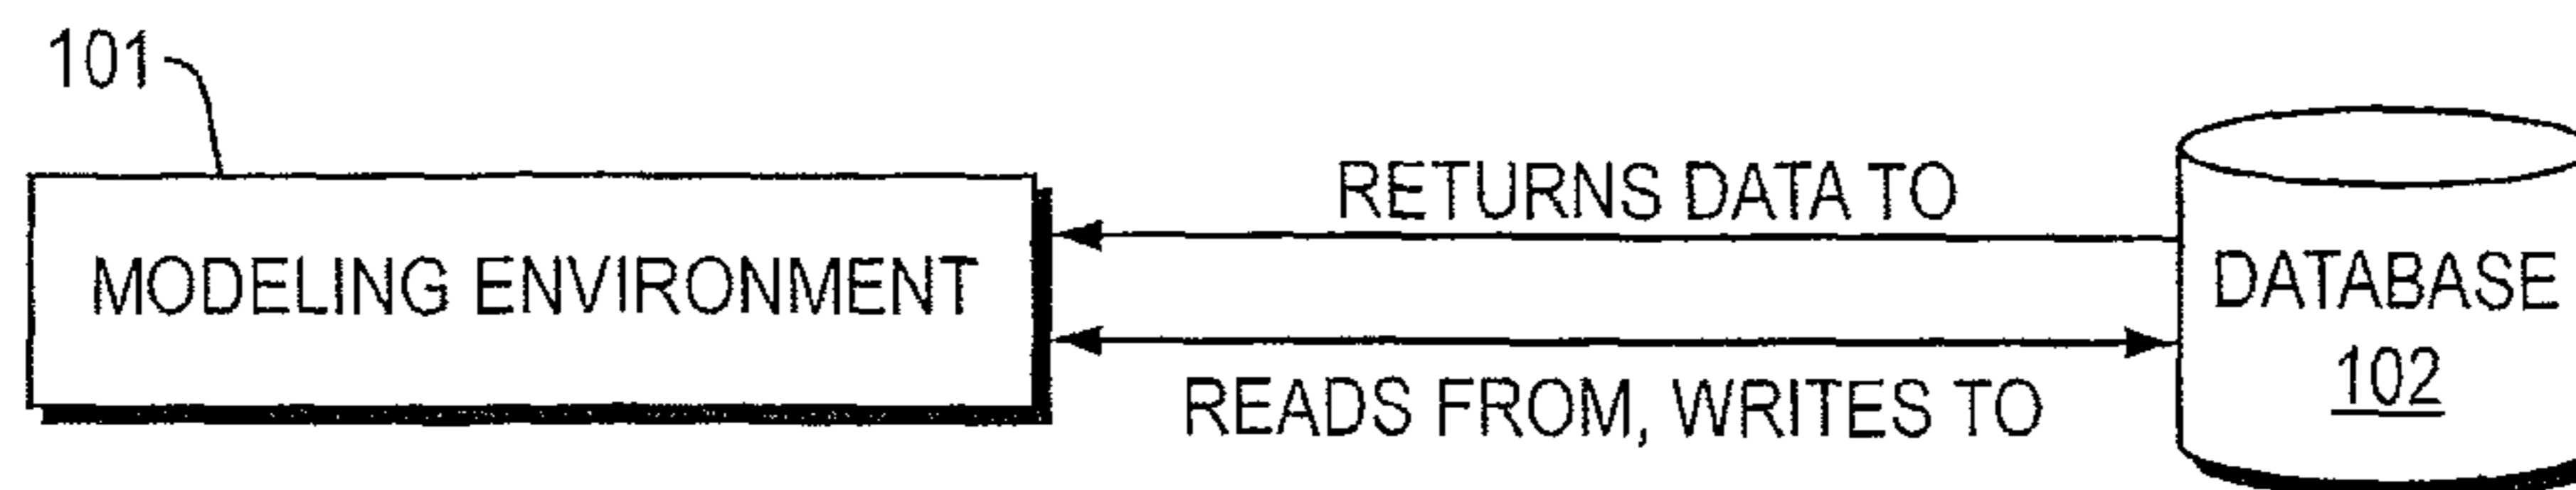 101
RETURNS DATA TO
MODELING ENVIRONMENT
DATABASE
102
READS FROM, WRITES TO